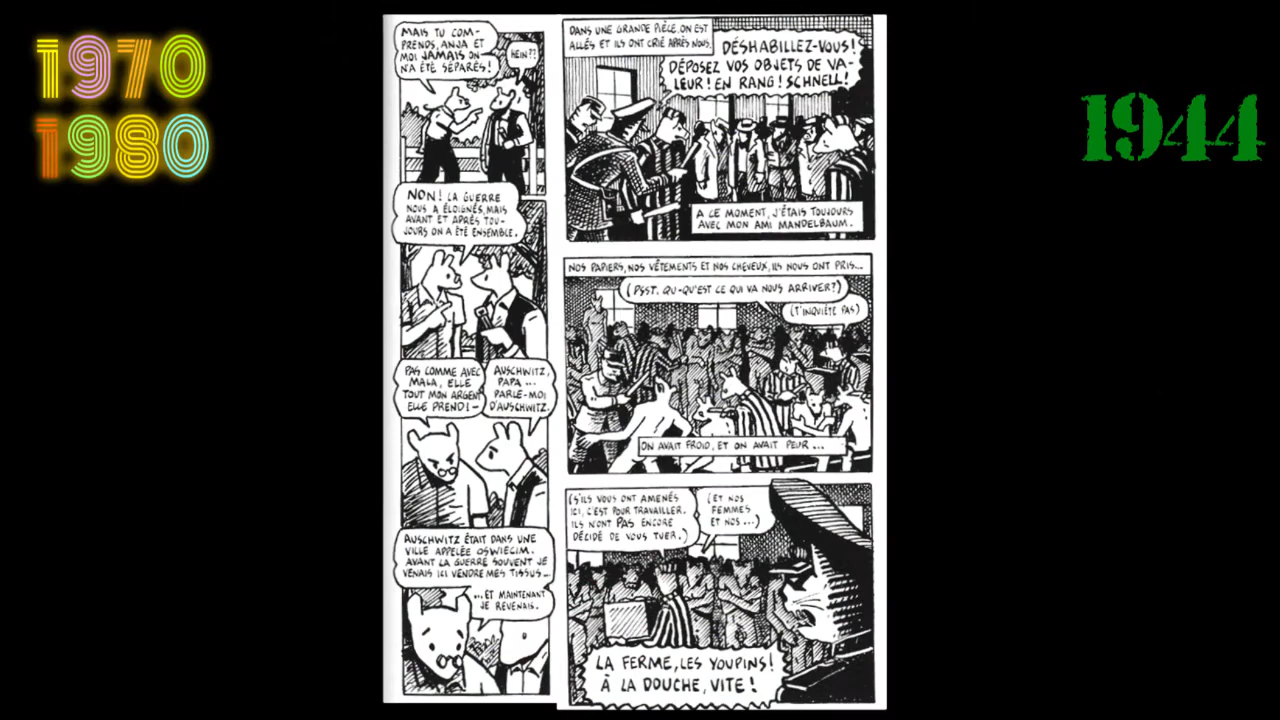 1970
1980
1944
MAIS TU COM-
PRENDS, ANJA ET
MOI JAMAIS ON
N'A ÉTÉ SÉPARÉS!
HEIN??
NON! LA GUERRE
NOUS A ÉLOIGNÉS, MAIS
AVANT ET APRÈS TOU-
JOURS ON A ÉTÉ ENSEMBLE.
PAS COMME AVEC
MALA, ELLE
TOUT MON ARGENT
ELLE PREND!-
AUSCHWITZ,
PAPA...
PARLE-MOI
D'AUSCHWITZ.
AUSCHWITZ ÉTAIT DANS UNE
VILLE APPELÉE OSWIECIM.
AVANT LA GUERRE SOUVENT JE
VENAIS ICI VENDRE MES TISSUS...
...ET MAINTENANT
JE REVENAIS.
DANS UNE GRANDE PIÈCE, ON EST
ALLÉS ET ILS ONT CRIÉ APRÈS NOUS.
DÉSHABILLEZ-VOUS!
DÉPOSEZ VOS OBJETS DE VA-
LEUR! EN RANG! SCHNELL!
A CE MOMENT, J'ÉTAIS TOUJOURS
AVEC MON AMI MANDELBAUM.
NOS PAPIERS, NOS VÊTEMENTS ET NOS CHEVEUX, ILS NOUS ONT PRIS...
(PSST. QU-QU'EST CE QUI VA NOUS ARRIVER?)
(T'INQUIÈTE PAS)
ON AVAIT FROID, ET ON AVAIT PEUR...
(S'ILS VOUS ONT AMENÉS
ICI, C'EST POUR TRAVAILLER.
ILS N'ONT PAS ENCORE
DÉCIDÉ DE VOUS TUER.)
(ET NOS
FEMMES
ET NOS...)
LA FERME, LES YOUPINS!
À LA DOUCHE, VITE!